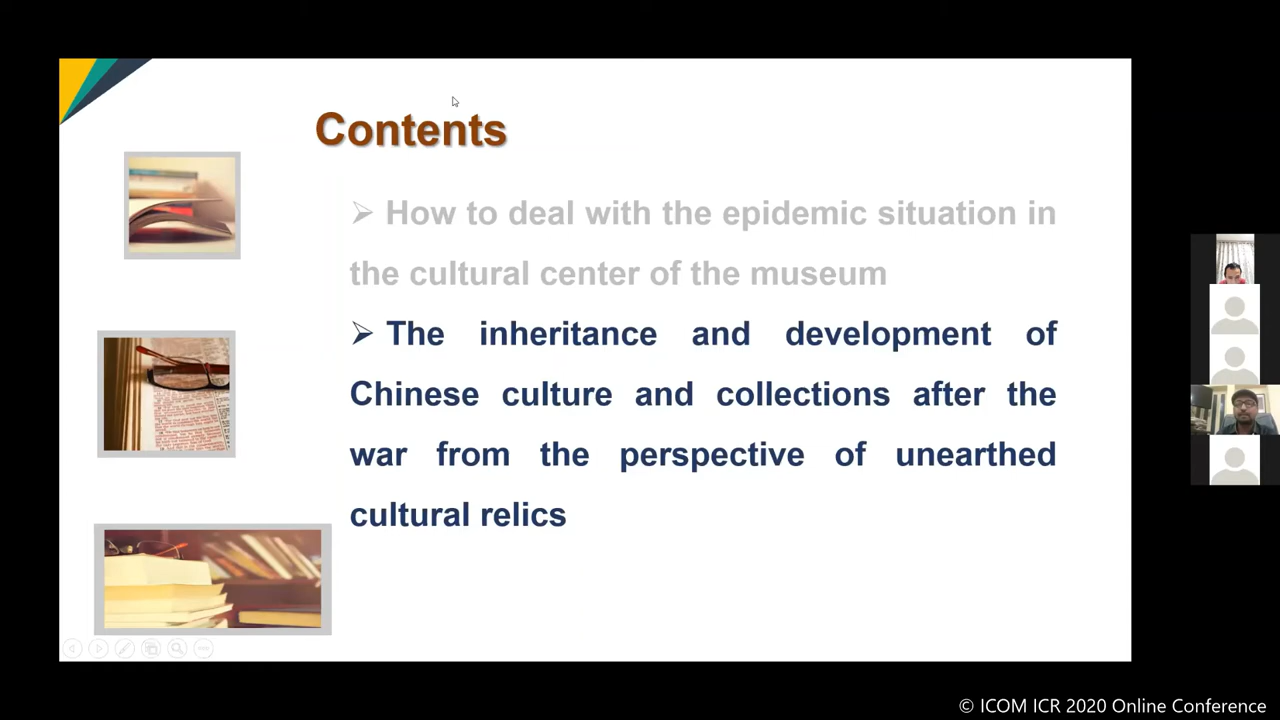 Contents
➢ How to deal with the epidemic situation in
the cultural center of the museum
➢ The inheritance and development of
Chinese culture and collections after the
war from the perspective of unearthed
cultural relics
© ICOM ICR 2020 Online Conference